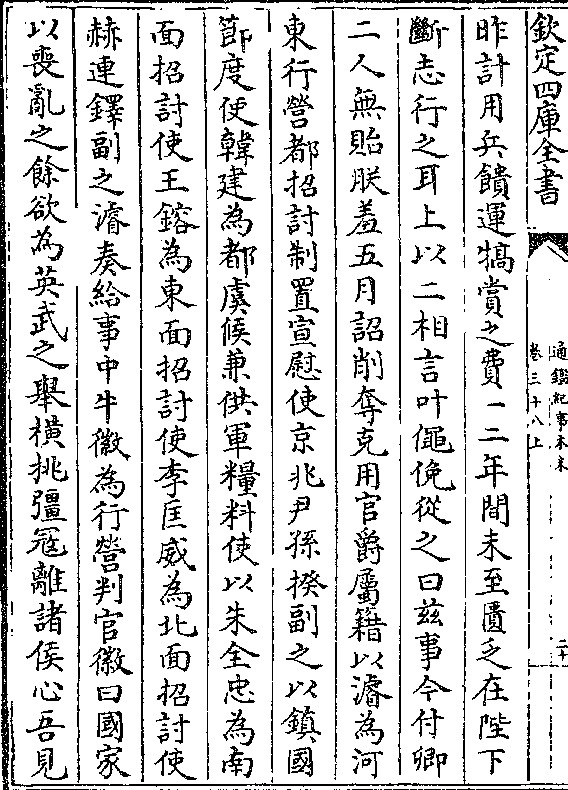 欽定四庫全書
通鑑紀事本末
卷三十八上
二十
昨計用兵饋運犒賞之費一二年間未至匱乏在陛下
斷志行之耳上以二相言叶僶俛從之曰兹事今付卿
二人無貽朕羞五月詔削奪克用官爵屬籍以濬為河
東行營都招討制置宣慰使京兆尹孫揆副之以鎮國
節度使韓建為都虞候兼供軍糧料使以朱全忠為南
面招討使王鎔為東面招討使李匡威為北面招討使
赫連鐸副之濬奏給事中牛徽為行營判官徽曰國家
以喪亂之餘欲為英武之舉横挑彊寇離諸侯心吾見